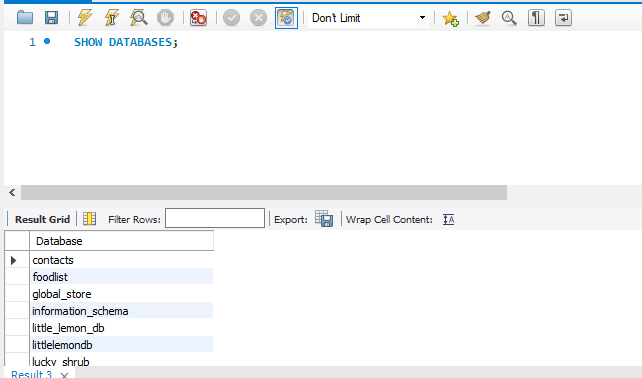 Don't Limit
1 SHOW DATABASES;
Result Grid Filter Rows: Export: Wrap Cell Content:
Database
contacts
foodlist
global_store
information_schema
little_lemon_db
littlelemondb
lucky_shrub
Result 3